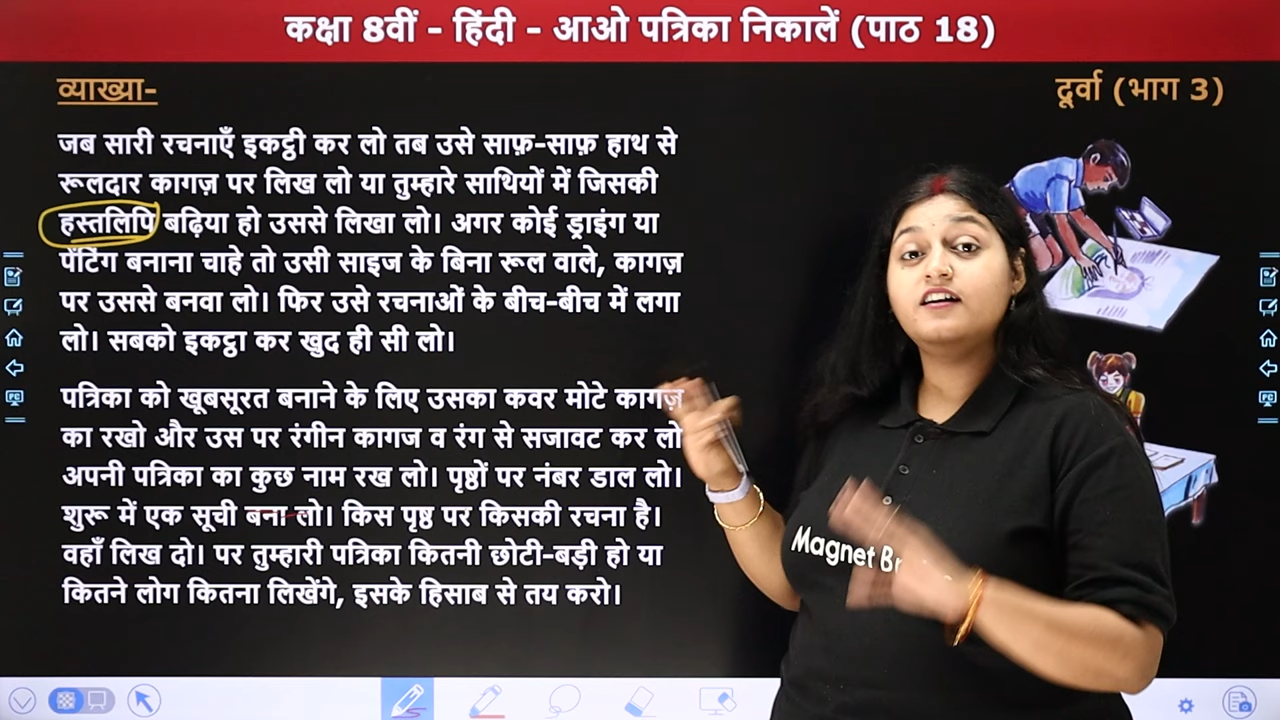 कक्षा 8वीं - हिंदी - आओ पत्रिका निकालें (पाठ 18)
व्याख्या-
दूर्वा (भाग 3)
जब सारी रचनाएँ इकट्ठी कर लो तब उसे साफ़-साफ़ हाथ से
रूलदार कागज़ पर लिख लो या तुम्हारे साथियों में जिसकी
हस्तलिपि बढ़िया हो उससे लिखा लो। अगर कोई ड्राइंग या
पेंटिंग बनाना चाहे तो उसी साइज के बिना रूल वाले, कागज़
पर उससे बनवा लो। फिर उसे रचनाओं के बीच-बीच में लगा
लो। सबको इकट्ठा कर खुद ही सी लो।
पत्रिका को खूबसूरत बनाने के लिए उसका कवर मोटे कागज़
का रखो और उस पर रंगीन कागज व रंग से सजावट कर लो
अपनी पत्रिका का कुछ नाम रख लो। पृष्ठों पर नंबर डाल लो।
शुरू में एक सूची बना लो। किस पृष्ठ पर किसकी रचना है।
वहाँ लिख दो। पर तुम्हारी पत्रिका कितनी छोटी-बड़ी हो या
कितने लोग कितना लिखेंगे, इसके हिसाब से तय करो।
Magnet Br
PC
PC